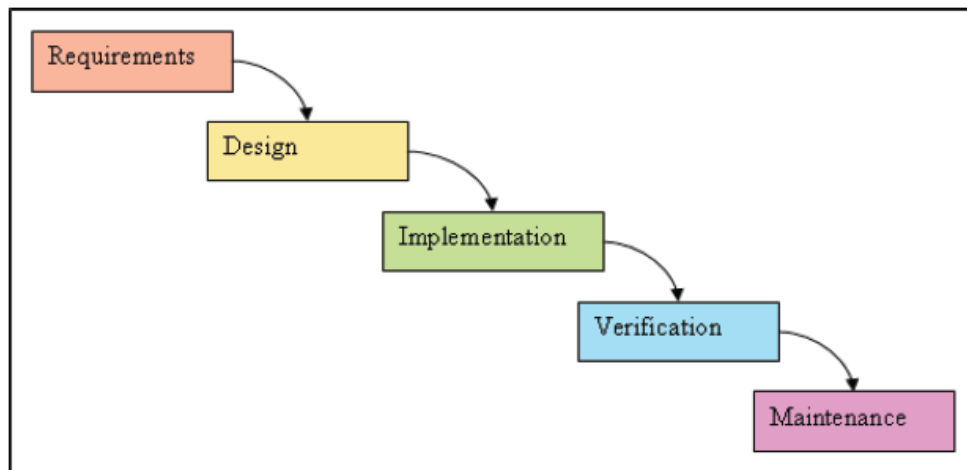 Requirements
Design
Implementation
Verification
Maintenance